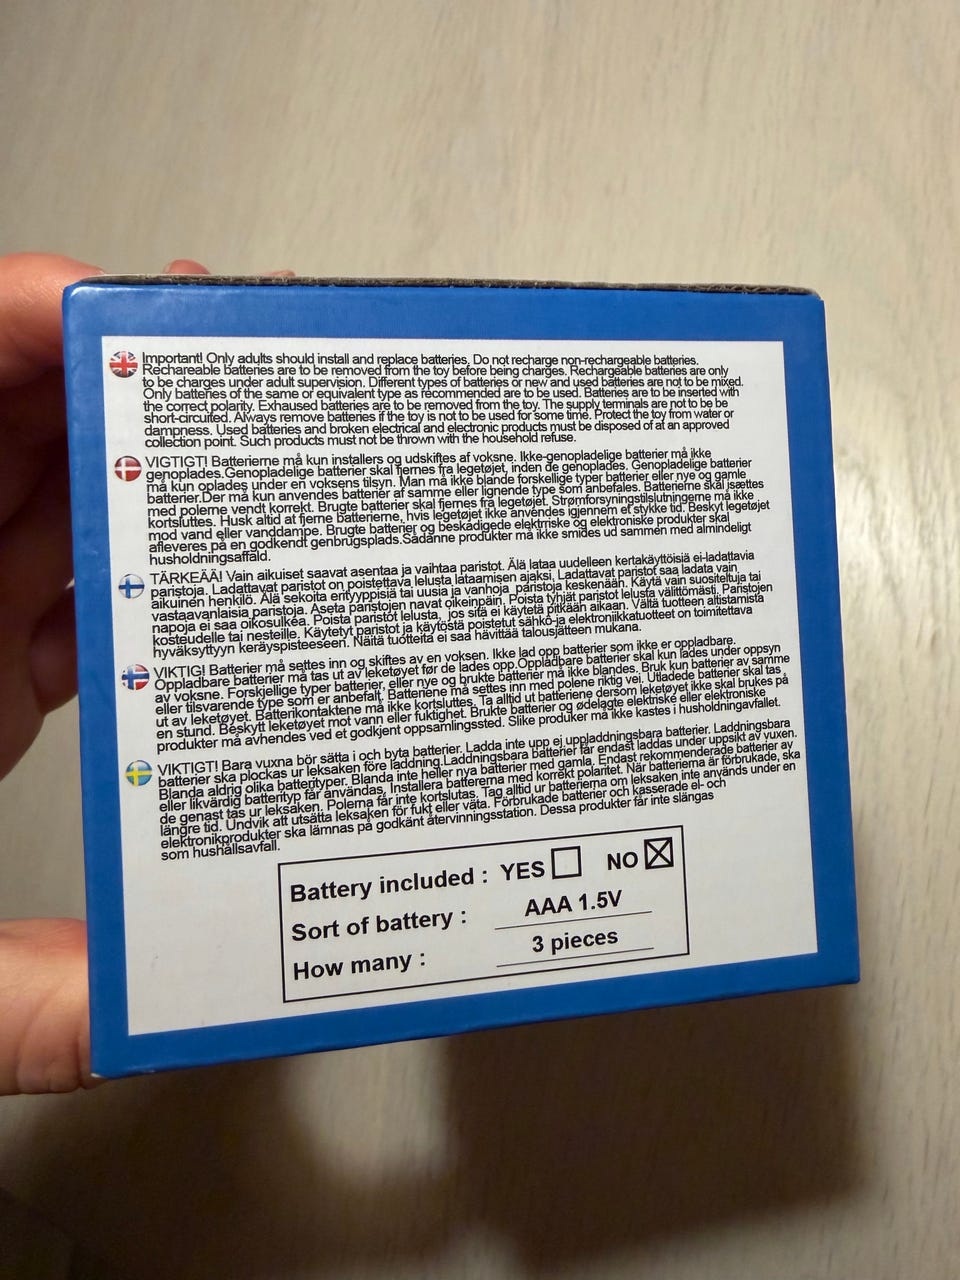 Important! Only adults should install and replace batteries. Do not recharge non-rechargeable batteries.
Rechareable batteries are to be removed from the toy before being charges. Rechargeable batteries are only
to be charges under adult supervision. Different types of batteries or new and used batteries are not to be mixed.
Only batteries of the same or equivalent type as recommended are to be used. Batteries are to be inserted with
the correct polarity. Exhaused batteries are to be removed from the toy. The supply terminals are not to be be
short-circuited. Always remove batteries if the toy is not to be used for some time. Protect the toy from water or
dampness. Used batteries and broken electrical and electronic products must be disposed of at an approved
collection point. Such products must not be thrown with the household refuse.
VIGTIGT! Batterierne må kun installers og udskiftes af voksne. Ikke-genopladelige batterier må ikke
genoplades.Genopladelige batterier skal fjernes fra legetøjet, inden de genoplades. Genopladelige batterier
må kun oplades under en voksens tilsyn. Man må ikke blande forskellige typer batterier eller nye og gamle
batterier.Der må kun anvendes batterier af samme eller lignende type som anbefales. Batterierne skal jsættes
med polerne vendt korrekt. Brugte batterier skal fjernes fra legetøjet. Strømforsyningstilslutningerne må ikke
kortsluttes. Husk altid at fjerne batterierne, hvis legetøjet ikke anvendes igjennem et stykke tid. Beskyt legetøjet
mod vand eller vanddampe. Brugte batterier og beskadigede elektriske og elektroniske produkter skal
afleveres på en godkendt genbrugsplads.Sådanne produkter må ikke smides ud sammen med almindeligt
husholdningsaffald.
TÄRKEÄÄ! Vain aikuiset saavat asentaa ja vaihtaa paristot. Älä lataa uudelleen kertakäyttöisiä ei-ladattavia
paristoja. Ladattavat paristot on poistettava lelusta lataamisen ajaksi. Ladattavat paristot saa ladata vain
aikuinen henkilö. Älä sekoita erityyppisiä tai uusia ja vanhoja paristoja keskenään. Käytä vain suositeltuja tai
vastaavanlaisia paristoja. Aseta paristojen navat oikeinpäin. Poista tyhjät paristot lelusta välittömästi. Paristojen
napoja ei saa oikosulkea. Poista paristot lelusta, jos sitä ei käytetä pitkään aikaan. Vältä tuotteen altistamista
kosteudelle tai nesteille. Käytetyt paristot ja käytöstä poistetut sähkö-ja elektroniikkatuotteet on toimitettava
hyväksyttyyn keräyspisteeseen. Näitä tuotteita ei saa hävittää talousjätteen mukana.
VIKTIG! Batterier må settes inn og skiftes av en voksen. Ikke lad opp batterier som ikke er oppladbare.
Oppladbare batterier må tas ut av leketøyet før de lades opp.Oppladbare batterier skal kun lades under oppsyn
av voksne. Forskjellige typer batterier, eller nye og brukte batterier må ikke blandes. Bruk kun batterier av samme
eller tilsvarende type som er anbefalt. Batteriene må settes inn med polene riktig vei. Utladede batterier skal tas
ut av leketøyet. Batterikontaktene må ikke kortsluttes. Ta alltid ut batteriene dersom leketøyet ikke skal brukes på
en stund. Beskytt leketøyet mot vann eller fuktighet. Brukte batterier og ødelagte elektriske eller elektroniske
produkter må avhendes ved et godkjent oppsamlingssted. Slike produker må ikke kastes i husholdningavfallet.
VIKTIGT! Bara vuxna bör sätta i och byta batterier. Ladda inte upp ej uppladdningsbara batterier. Laddningsbara
batterier ska plockas ur leksaken före laddning.Laddningsbara batterier får endast laddas under uppsikt av vuxen.
Blanda aldrig olika batterityper. Blanda inte heller nya batterier med gamla. Endast rekommenderade batterier av
eller likvärdig batterityp får användas. Installera battererna med korrekt polaritet. När batterierna är förbrukade, ska
de genast tas ur leksaken. Polerna får inte kortslutas. Tag alltid ur batterierna om leksaken inte används under en
längre tid. Undvik att utsätta leksaken för fukt eller väta. Förbrukade batterier och kasserade el- och
elektronikprodukter ska lämnas på godkänt återvinningsstation. Dessa produkter får inte slängas
som hushållsavfall.
Battery included : YES NO
Sort of battery : AAA 1.5V
How many : 3 pieces